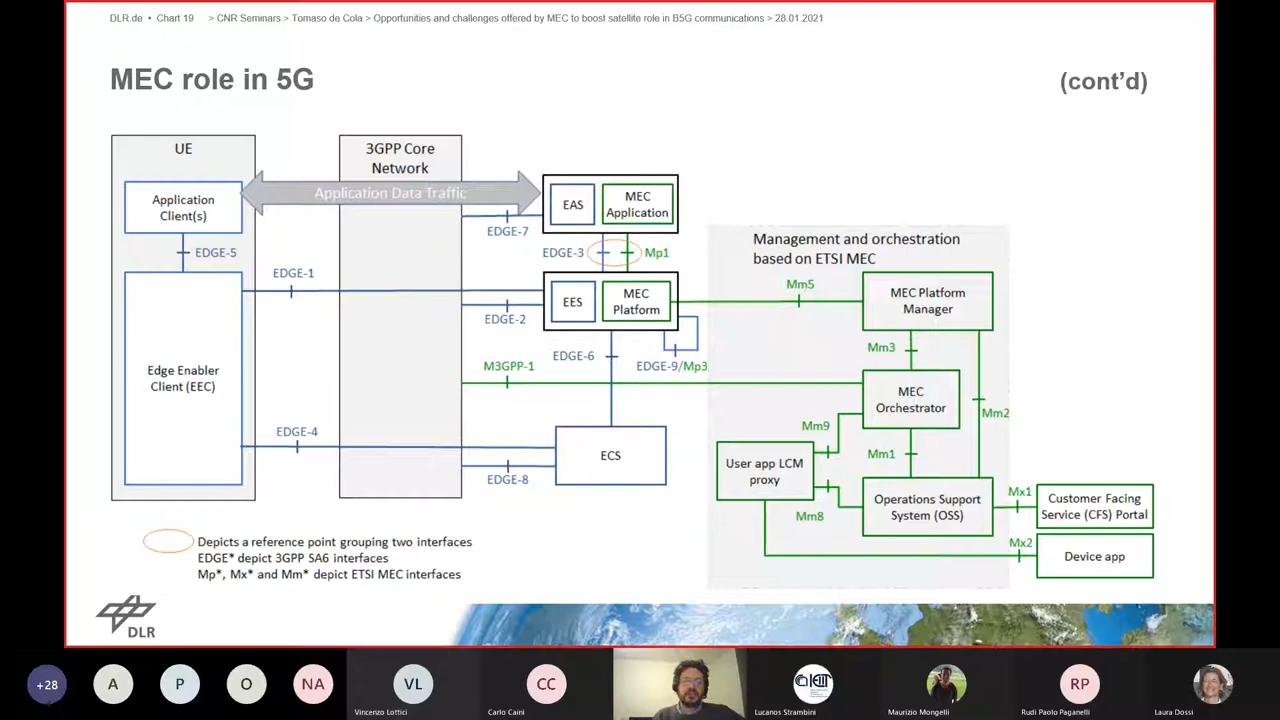 DLR.de • Chart 19 > CNR Seminars > Tomaso de Cola > Opportunities and challenges offered by MEC to boost satellite role in B5G communications > 28.01.2021
MEC role in 5G
(cont'd)
UE
3GPP Core
Network
Application Data Traffic
Application
Client(s)
EAS
MEC
Application
EDGE-7
EDGE-5
EDGE-3
Mp1
Management and orchestration
based on ETSI MEC
EDGE-1
EES
MEC
Platform
Mm5
MEC Platform
Manager
EDGE-2
EDGE-6
M3GPP-1
EDGE-9/Mp3
Mm3
Edge Enabler
Client (EEC)
MEC
Orchestrator
Mm2
EDGE-4
Mm9
Mm1
ECS
User app LCM
proxy
EDGE-8
Mm8
Operations Support
System (OSS)
Mx1
Customer Facing
Service (CFS) Portal
Mx2
Device app
Depicts a reference point grouping two interfaces
EDGE* depict 3GPP SA6 interfaces
Mp*, Mx* and Mm* depict ETSI MEC interfaces
DLR
+28
A
P
O
NA
VL
CC
RP
Vincenzo Lottici
Carlo Caini
Lucanos Strambini
Maurizio Mongelli
Rudi Paolo Paganelli
Laura Dossi